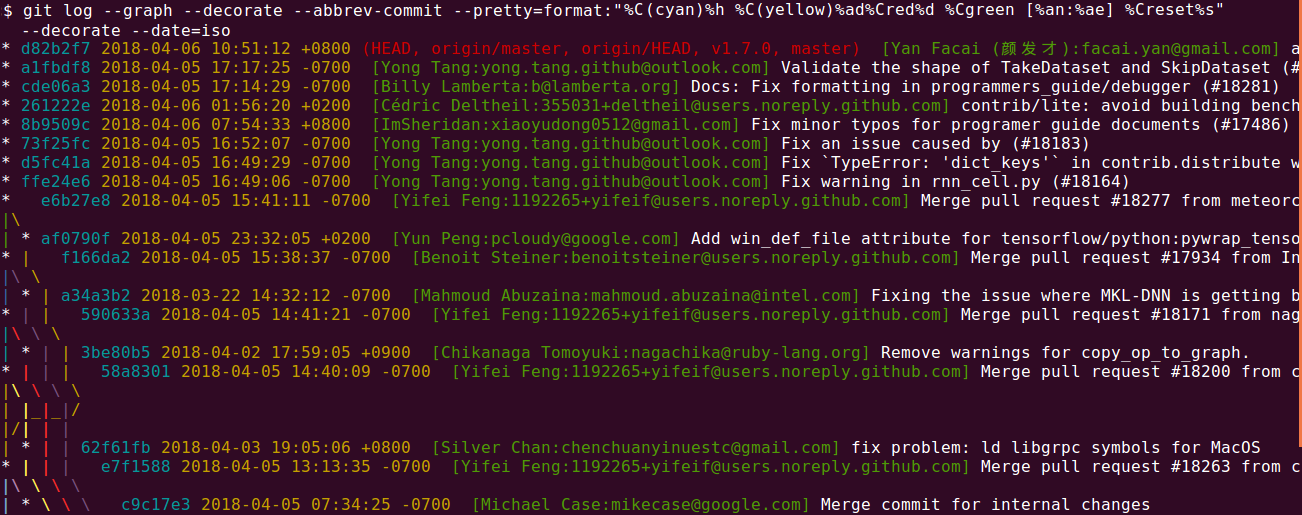 $ git log --graph --decorate --abbrev-commit --pretty=format:"%C(cyan)%h %C(yellow)%ad%Cred%d %Cgreen [%an:%ae] %Creset%s"
  --decorate --date=iso
* d82b2f7 2018-04-06 10:51:12 +0800 (HEAD, origin/master, origin/HEAD, v1.7.0, master)  [Yan Facai (颜发才):facai.yan@gmail.com] a
* a1fbdf8 2018-04-05 17:17:25 -0700  [Yong Tang:yong.tang.github@outlook.com] Validate the shape of TakeDataset and SkipDataset (#
* cde06a3 2018-04-05 17:14:29 -0700  [Billy Lamberta:b@lamberta.org] Docs: Fix formatting in programmers_guide/debugger (#18281)
* 261222e 2018-04-06 01:56:20 +0200  [Cédric Deltheil:355031+deltheil@users.noreply.github.com] contrib/lite: avoid building bench
* 8b9509c 2018-04-06 07:54:33 +0800  [ImSheridan:xiaoyudong0512@gmail.com] Fix minor typos for programer guide documents (#17486)
* 73f25fc 2018-04-05 16:52:07 -0700  [Yong Tang:yong.tang.github@outlook.com] Fix an issue caused by (#18183)
* d5fc41a 2018-04-05 16:49:29 -0700  [Yong Tang:yong.tang.github@outlook.com] Fix `TypeError: 'dict_keys'` in contrib.distribute w
* ffe24e6 2018-04-05 16:49:06 -0700  [Yong Tang:yong.tang.github@outlook.com] Fix warning in rnn_cell.py (#18164)
*   e6b27e8 2018-04-05 15:41:11 -0700  [Yifei Feng:1192265+yifeif@users.noreply.github.com] Merge pull request #18277 from meteorc
|\
| * af0790f 2018-04-05 23:32:05 +0200  [Yun Peng:pcloudy@google.com] Add win_def_file attribute for tensorflow/python:pywrap_tenso
* |   f166da2 2018-04-05 15:38:37 -0700  [Benoit Steiner:benoitsteiner@users.noreply.github.com] Merge pull request #17934 from In
|\ \
| * | a34a3b2 2018-03-22 14:32:12 -0700  [Mahmoud Abuzaina:mahmoud.abuzaina@intel.com] Fixing the issue where MKL-DNN is getting b
* | |   590633a 2018-04-05 14:41:21 -0700  [Yifei Feng:1192265+yifeif@users.noreply.github.com] Merge pull request #18171 from nag
|\ \ \
| * | | 3be80b5 2018-04-02 17:59:05 +0900  [Chikanaga Tomoyuki:nagachika@ruby-lang.org] Remove warnings for copy_op_to_graph.
* | | |   58a8301 2018-04-05 14:40:09 -0700  [Yifei Feng:1192265+yifeif@users.noreply.github.com] Merge pull request #18200 from c
|\ \ \ \
| |_|_|/
|/| | |
| * | | 62f61fb 2018-04-03 19:05:06 +0800  [Silver Chan:chenchuanyinuestc@gmail.com] fix problem: ld libgrpc symbols for MacOS
* | | |   e7f1588 2018-04-05 13:13:35 -0700  [Yifei Feng:1192265+yifeif@users.noreply.github.com] Merge pull request #18263 from c
|\ \ \ \
| * \ \ \   c9c17e3 2018-04-05 07:34:25 -0700  [Michael Case:mikecase@google.com] Merge commit for internal changes